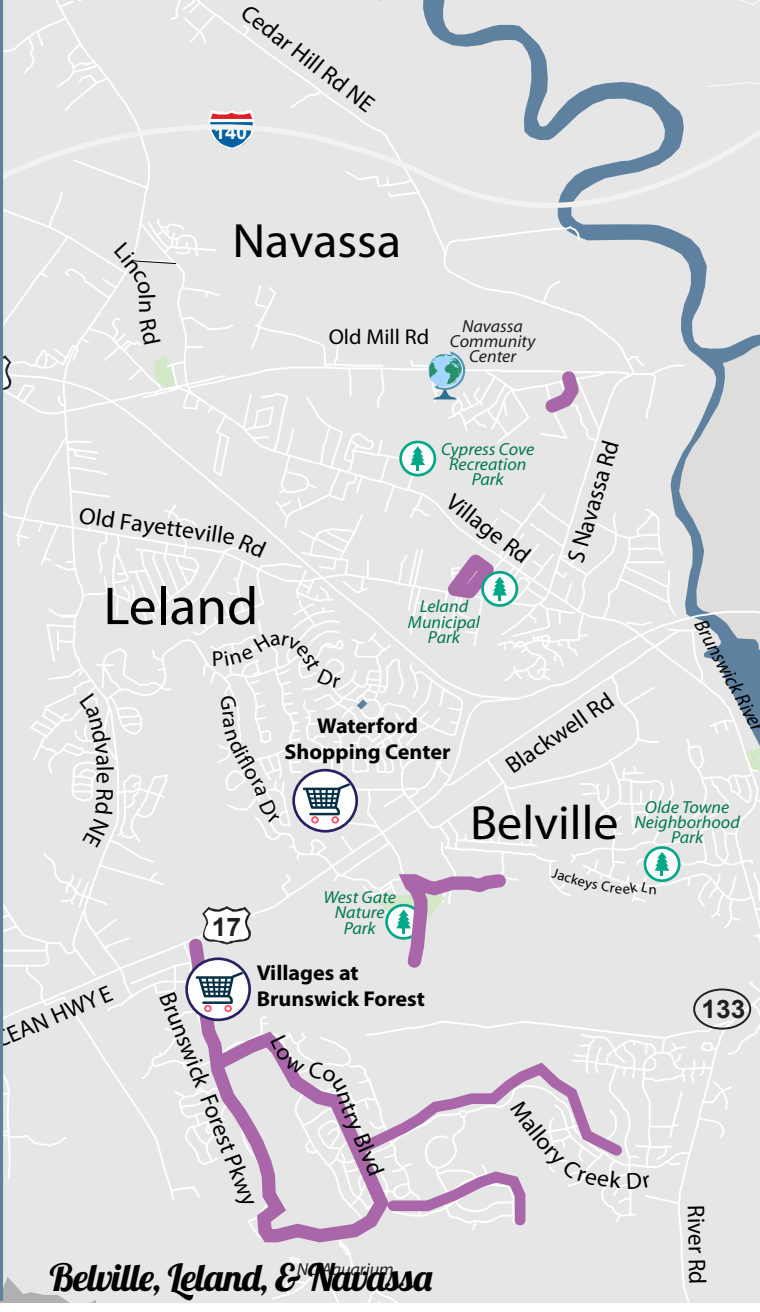 Cedar Hill Rd NE
140
Navassa
Lincoln Rd
Old Mill Rd
Navassa
Community
Center
Cypress Cove
Recreation
Park
S Navassa Rd
Village Rd
Old Fayetteville Rd
Leland
Leland
Municipal
Park
Brunswick River
Pine Harvest Dr
Landvale Rd NE
Grandiflora Dr
Waterford
Shopping Center
Blackwell Rd
Belville
Olde Towne
Neighborhood
Park
Jackeys Creek Ln
West Gate
Nature
Park
17
Villages at
Brunswick Forest
133
CEAN HWY E
Brunswick Forest Pkwy
Low Country Blvd
Mallory Creek Dr
River Rd
Aquarium
Belville, Leland, & Navassa